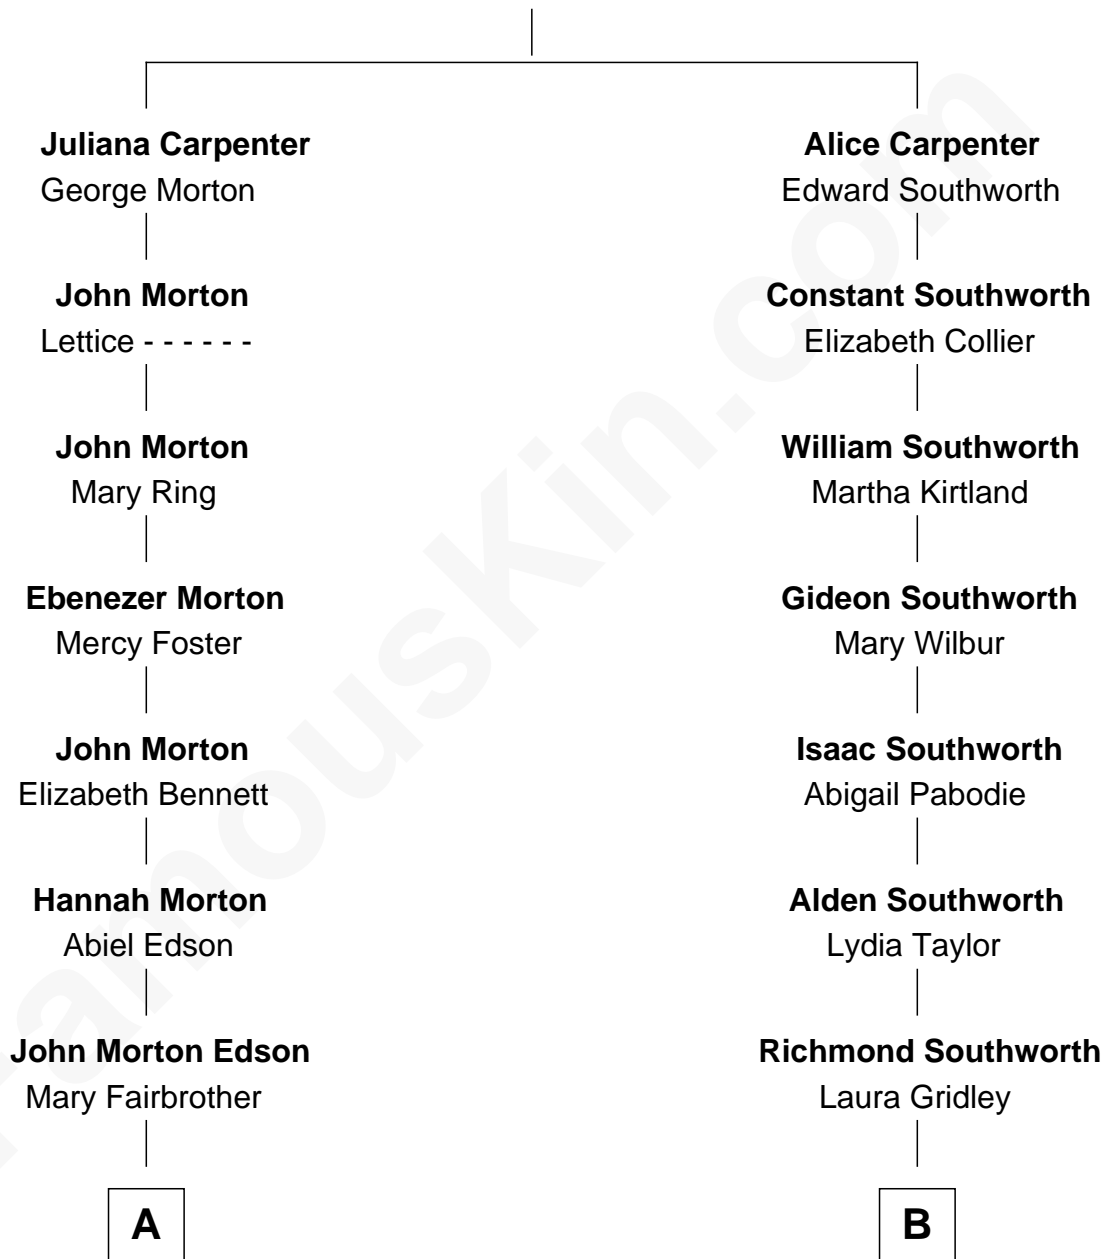 Juliana Carpenter
George Morton
John Morton
Lettice - - - - - -
John Morton
Mary Ring
Ebenezer Morton
Mercy Foster
John Morton
Elizabeth Bennett
Hannah Morton
Abiel Edson
John Morton Edson
Mary Fairbrother
A
Alice Carpenter
Edward Southworth
Constant Southworth
Elizabeth Collier
William Southworth
Martha Kirtland
Gideon Southworth
Mary Wilbur
Isaac Southworth
Abigail Pabodie
Alden Southworth
Lydia Taylor
Richmond Southworth
Laura Gridley
B
FamousKin.com